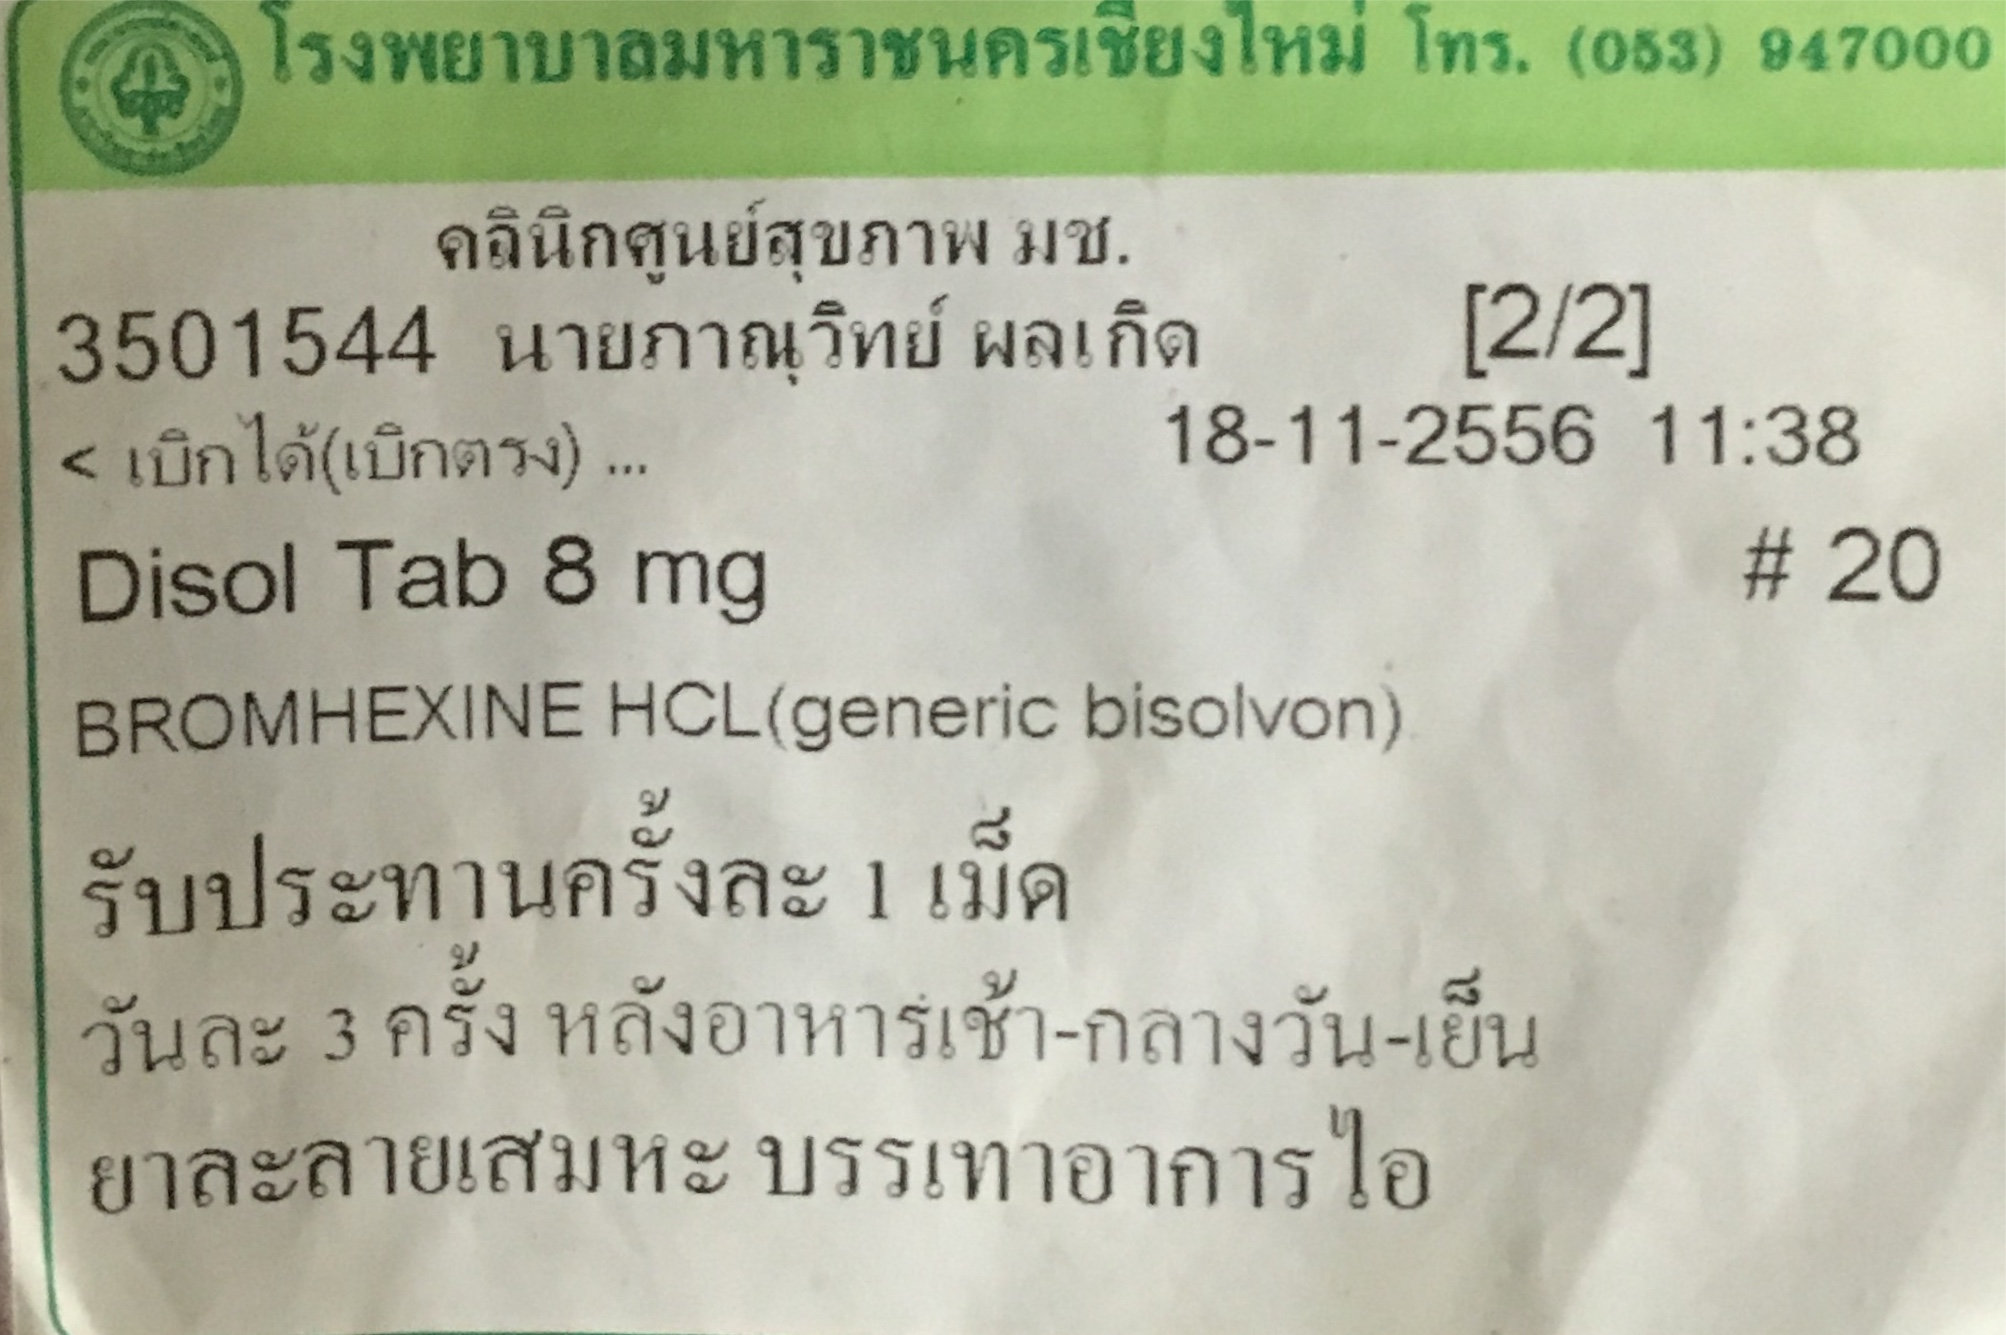 โรงพยาบาลมหาราชนครเชียงใหม่ โทร. (053) 947000
คลินิกศูนย์สุขภาพ มช.
3501544 นายภาณุวิทย์ ผลเกิด [2/2]
< เบิกได้(เบิกตรง) ... 18-11-2556 11:38
Disol Tab 8 mg # 20
BROMHEXINE HCL(generic bisolvon)
รับประทานครั้งละ 1 เม็ด
วันละ 3 ครั้ง หลังอาหารเช้า-กลางวัน-เย็น
ยาละลายเสมหะ บรรเทาอาการไอ